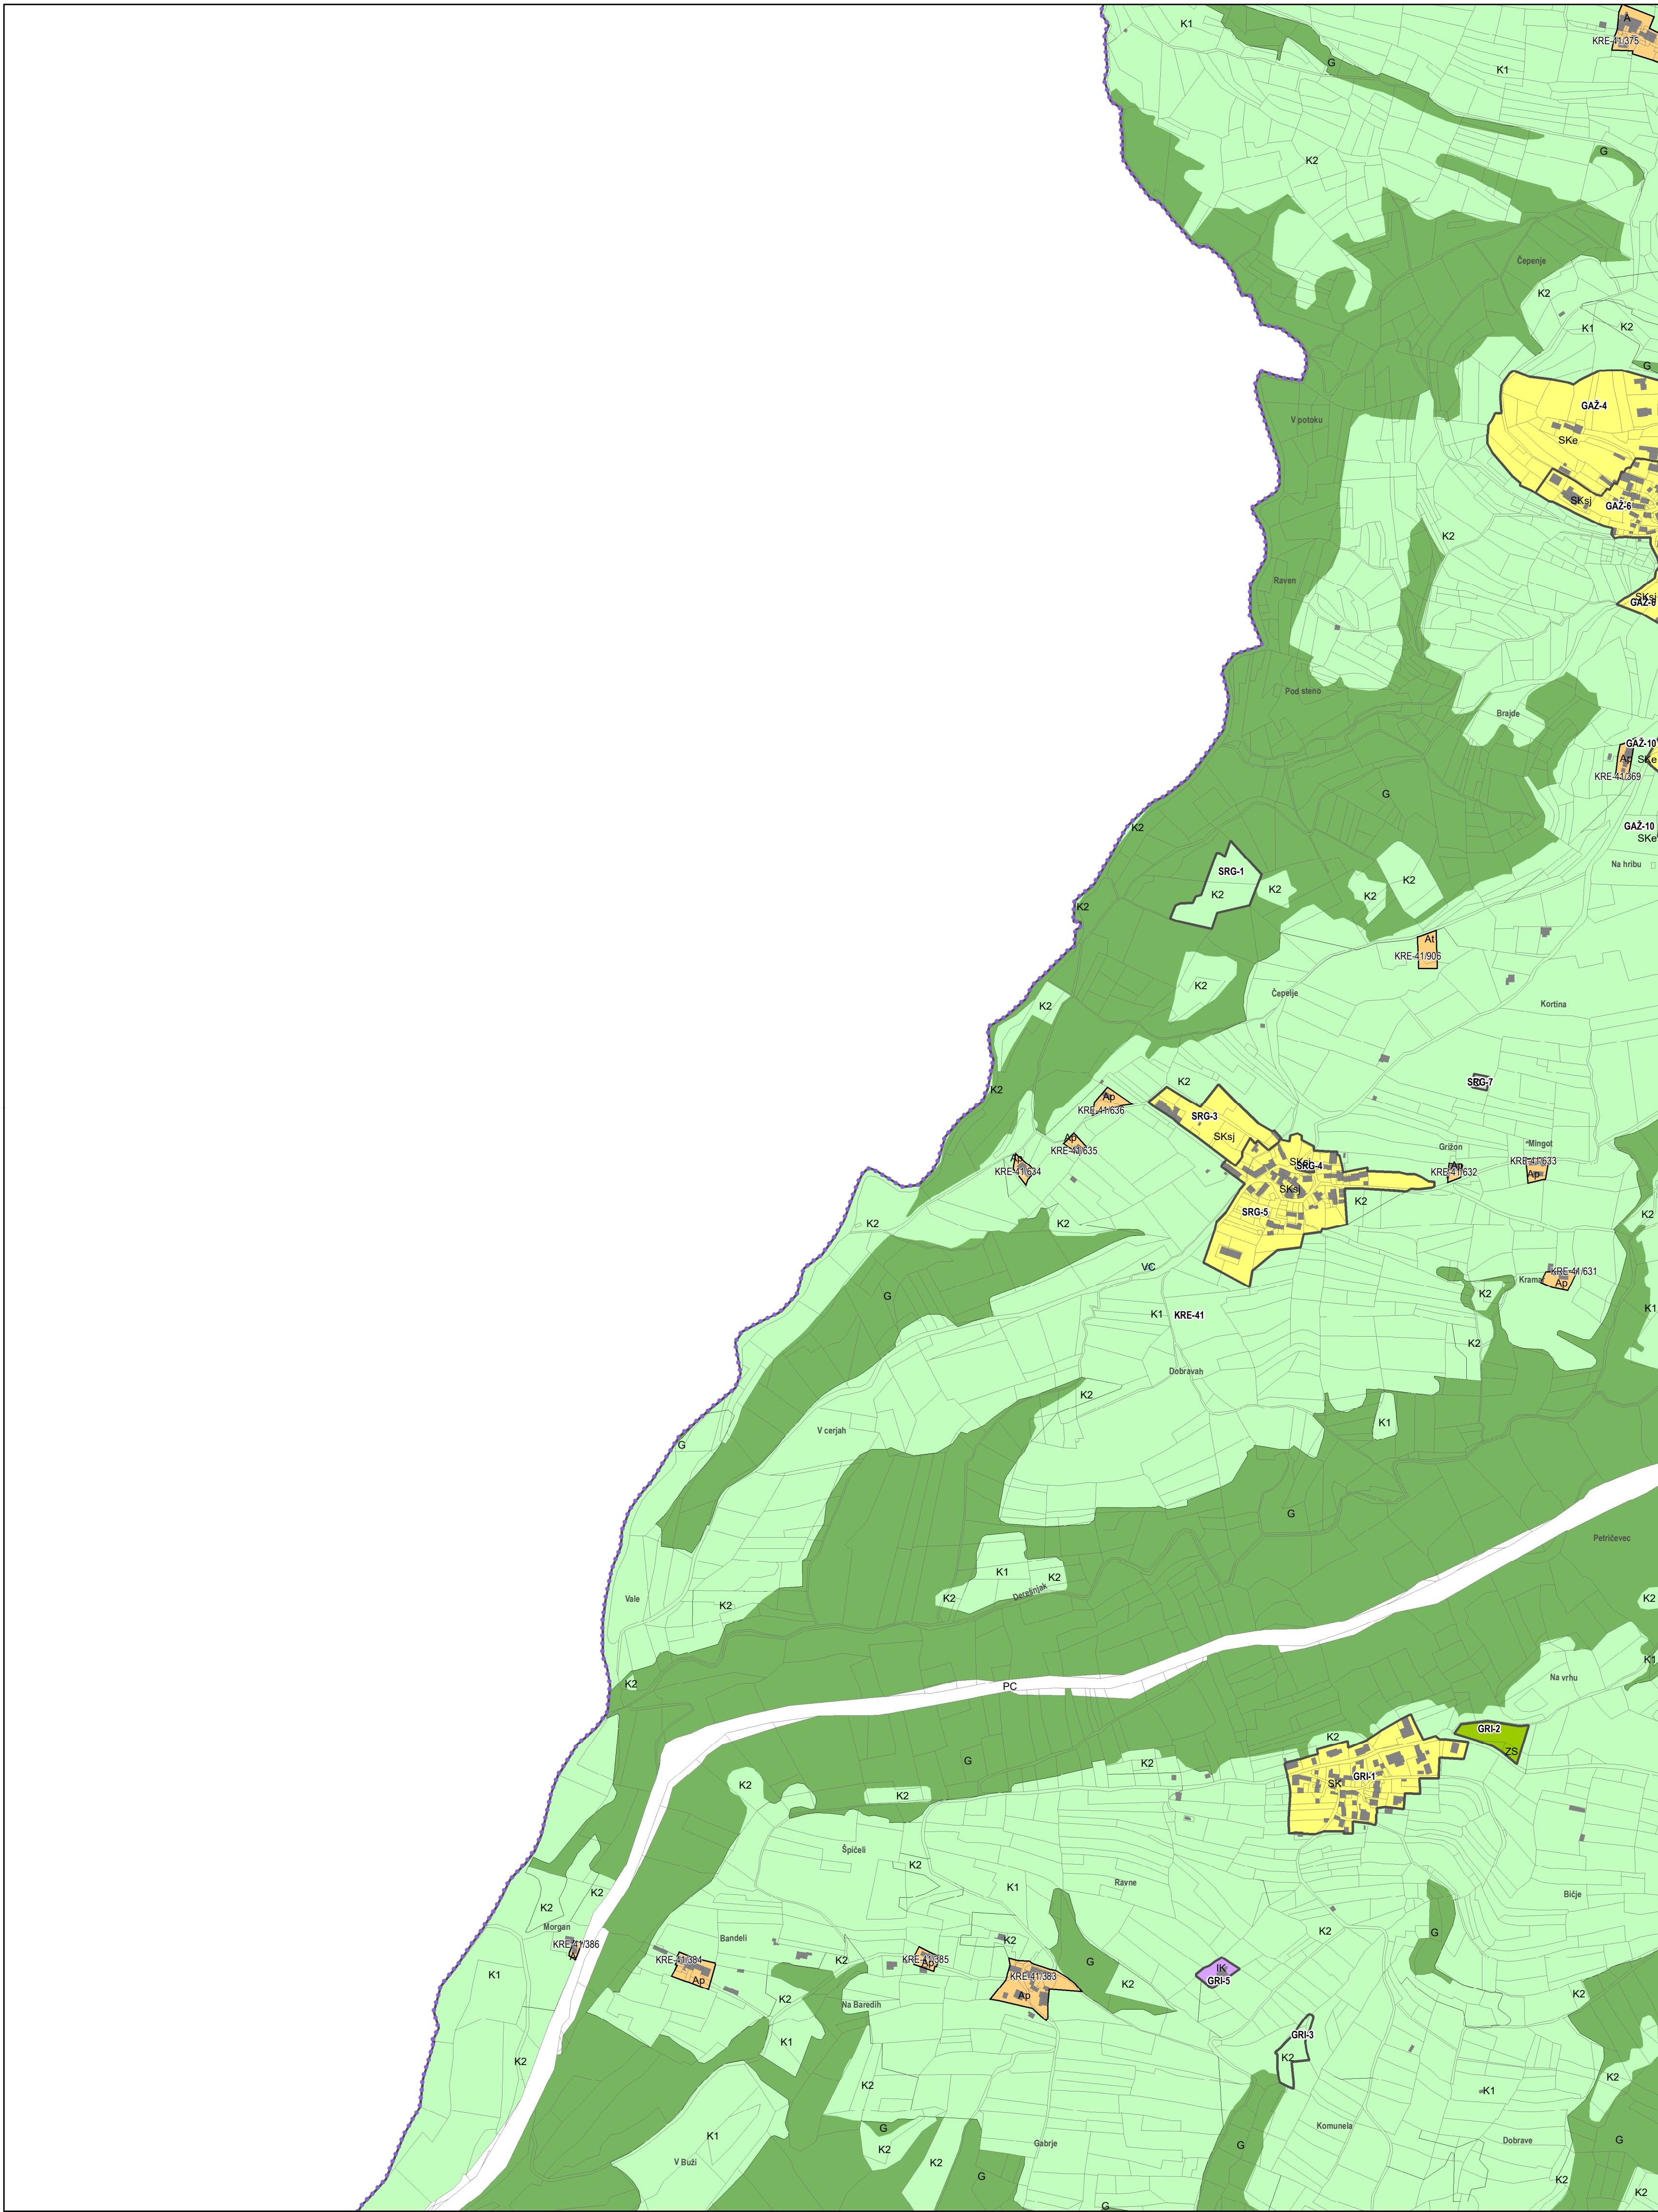 K1
A
KRE-41/375
G
K1
G
K2
Čepenje
K2
K1
K2
G
GAŽ-4
V potoku
SKe
SKsj
GAŽ-6
K2
Raven
SKsj
GAŽ-8
Pod steno
Brajde
GAŽ-10
Ap
SKe
KRE-41/369
G
K2
GAŽ-10
SKe
Na hribu
SRG-1
K2
K2
K2
K2
K2
At
KRE-41/906
K2
Čepelje
K2
Kortina
K2
K2
SRG-7
Ap
KRE-41/636
SRG-3
SKsj
Ap
KRE-41/635
Grižon
Mingot
Ap
KRE-41/634
SKsj
SRG-4
Ap
KRE-41/632
KRE-41/633
Ap
SKsj
K2
SRG-5
K2
K2
K2
VC
KRE-41/631
Kramar
Ap
G
K2
K1
KRE-41
K1
K2
Dobravah
K2
K1
V cerjah
G
G
Petričevec
K1
K2
Derešnjak
Vale
K2
K2
K2
K1
Na vrhu
K2
PC
GRI-2
K2
ZS
G
K2
GRI-1
SK
K2
K2
Špičeli
K2
Ravne
K1
K2
Bičje
K2
Morgan
K2
G
Bandeli
K2
KRE-41/386
KRE-41/384
K2
KRE-41/385
Ap
G
IK
K1
Ap
KRE-41/383
GRI-5
K2
Ap
K2
K2
Na Baredih
GRI-3
K1
K2
K2
K2
K2
K1
Komunela
G
K1
Gabrje
G
Dobrave
G
K2
V Buži
K2
G
K2
K2
G